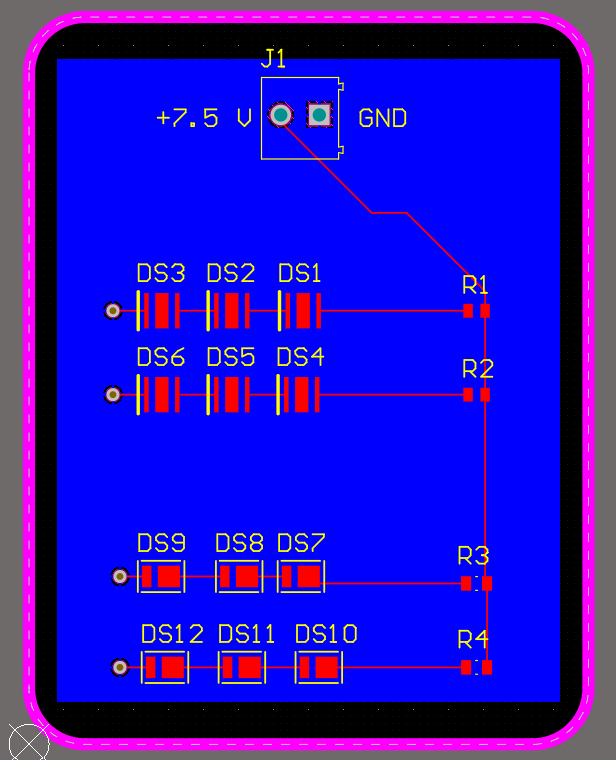 J1
+7.5 V GND
R1
DS3 DS2 DS1
DS6 DS5 DS4
R2
DS9 DS8 DS7
R3
DS12 DS11 DS10
R4